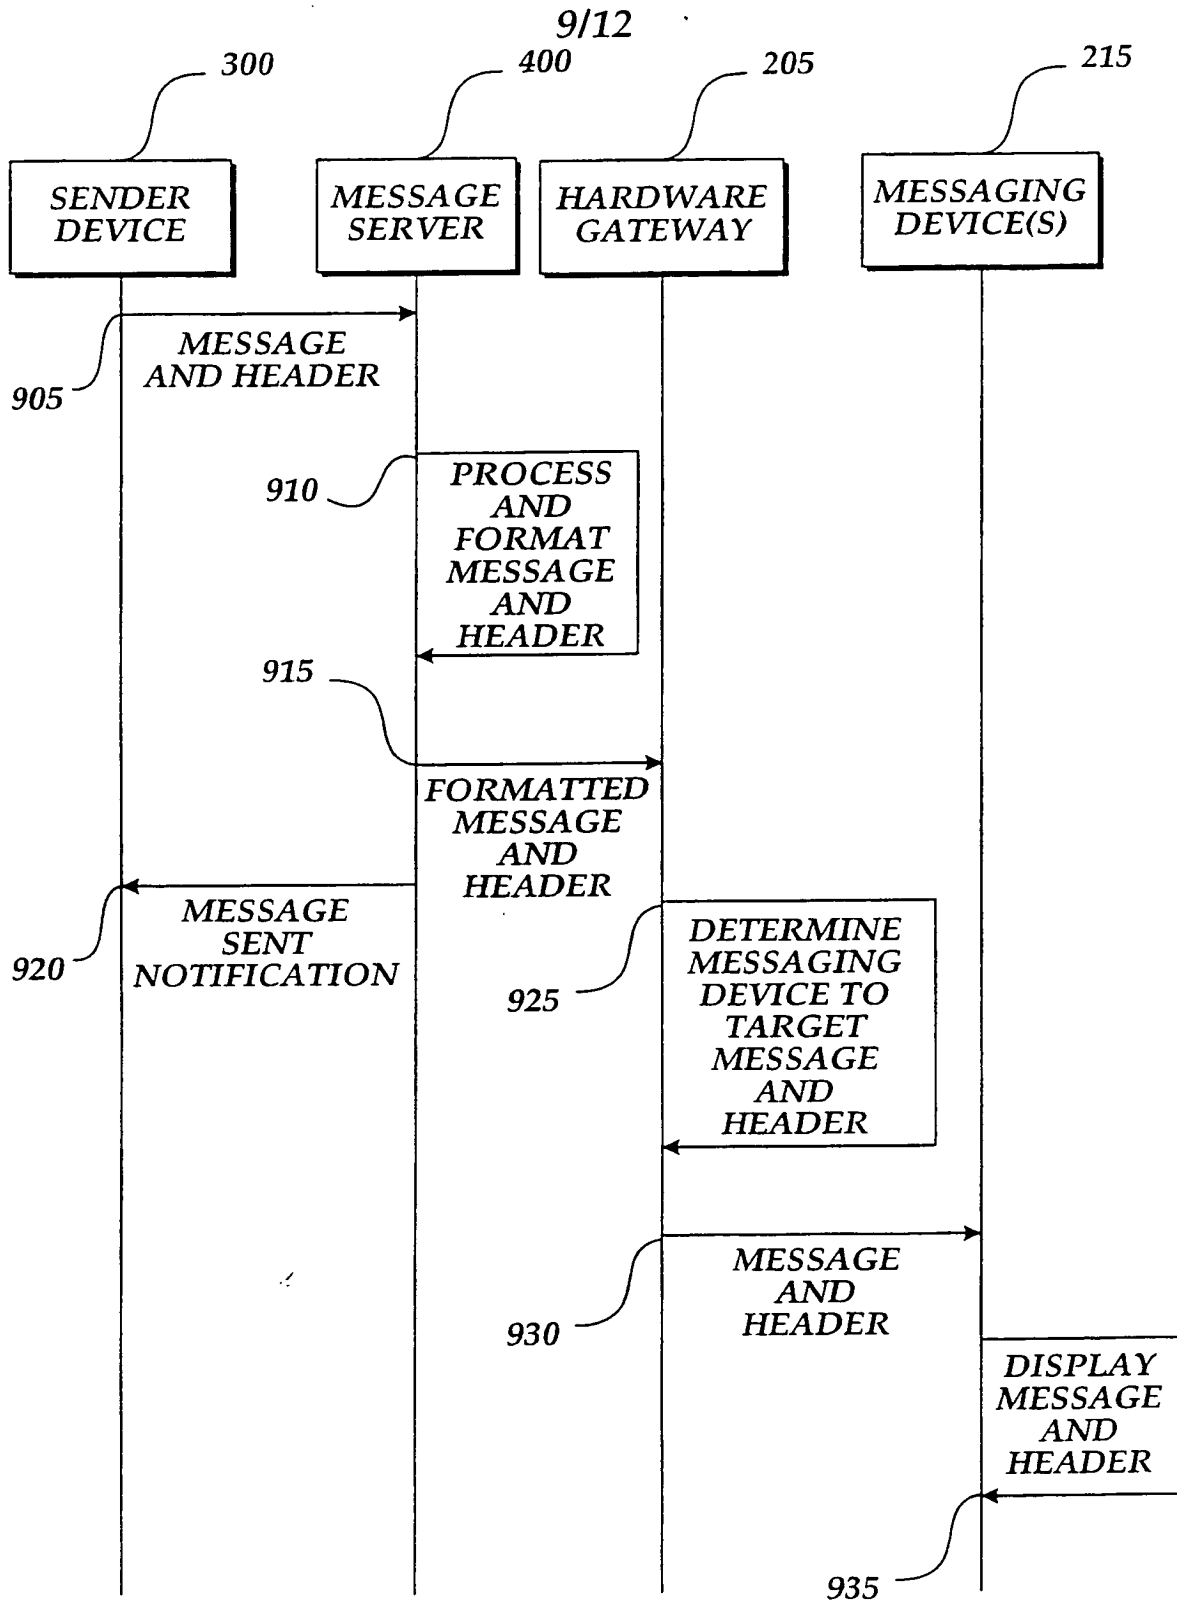 9/12
300
400
205
215
SENDER
DEVICE
MESSAGE
SERVER
HARDWARE
GATEWAY
MESSAGING
DEVICE(S)
MESSAGE
AND HEADER
905
910
PROCESS
AND
FORMAT
MESSAGE
AND
HEADER
915
FORMATTED
MESSAGE
AND
HEADER
MESSAGE
SENT
NOTIFICATION
920
925
DETERMINE
MESSAGING
DEVICE TO
TARGET
MESSAGE
AND
HEADER
MESSAGE
AND
HEADER
930
DISPLAY
MESSAGE
AND
HEADER
935